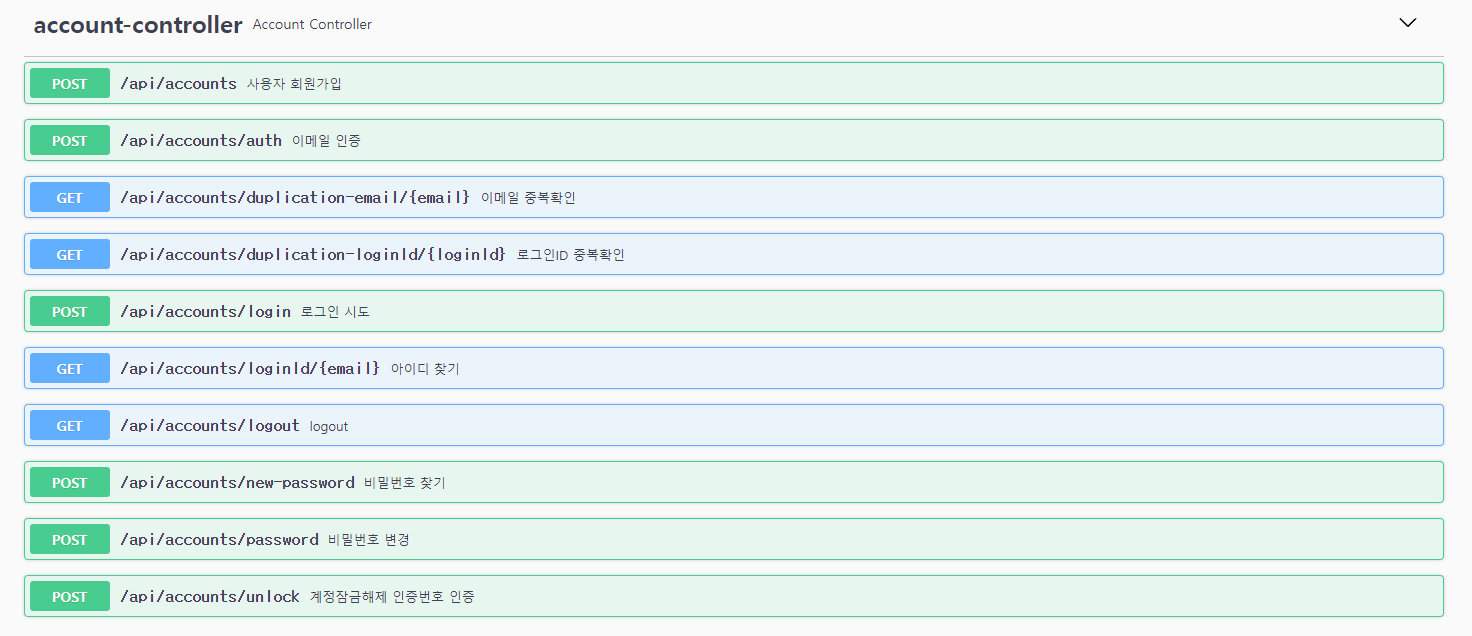 account-controller Account Controller
POST /api/accounts 사용자 회원가입
POST /api/accounts/auth 이메일 인증
GET /api/accounts/duplication-email/{email} 이메일 중복확인
GET /api/accounts/duplication-loginId/{loginId} 로그인ID 중복확인
POST /api/accounts/login 로그인 시도
GET /api/accounts/loginId/{email} 아이디 찾기
GET /api/accounts/logout logout
POST /api/accounts/new-password 비밀번호 찾기
POST /api/accounts/password 비밀번호 변경
POST /api/accounts/unlock 계정잠금해제 인증번호 인증